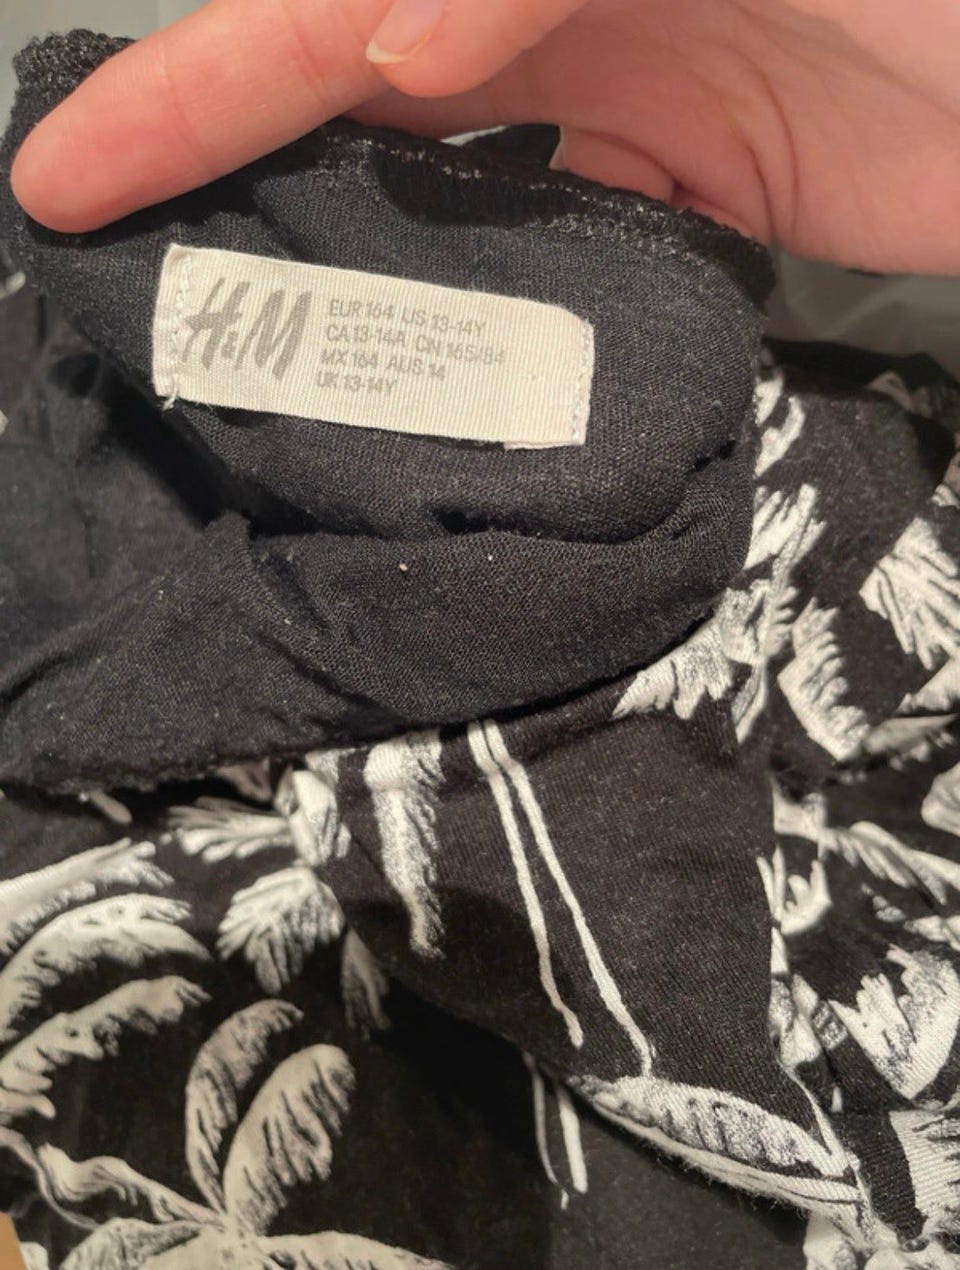 H&M
EUR 164 US 13-14Y
CA 13-14A CN 165/84
MX 164 AUS 14
UK 13-14Y